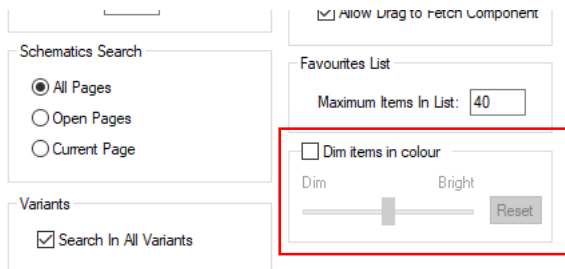 Allow Drag to Fetch Component
Schematics Search
All Pages
Open Pages
Current Page
Favourites List
Maximum Items In List: 40
Dim items in colour
Dim Bright
Reset
Variants
Search In All Variants